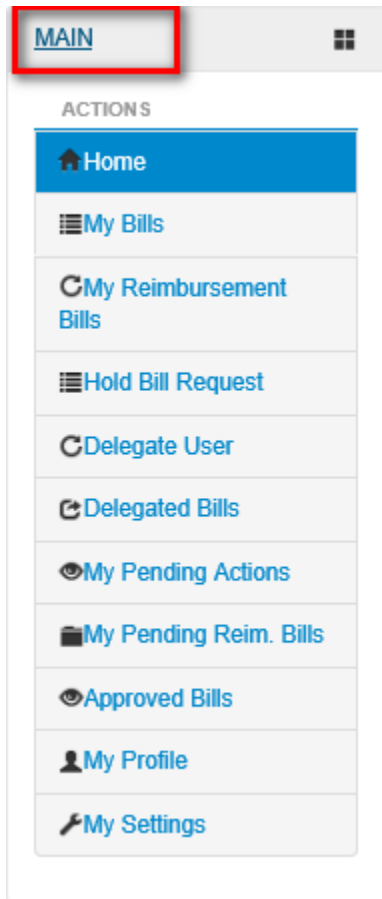 MAIN
ACTIONS
Home
My Bills
My Reimbursement
Bills
Hold Bill Request
Delegate User
Delegated Bills
My Pending Actions
My Pending Reim. Bills
Approved Bills
My Profile
My Settings